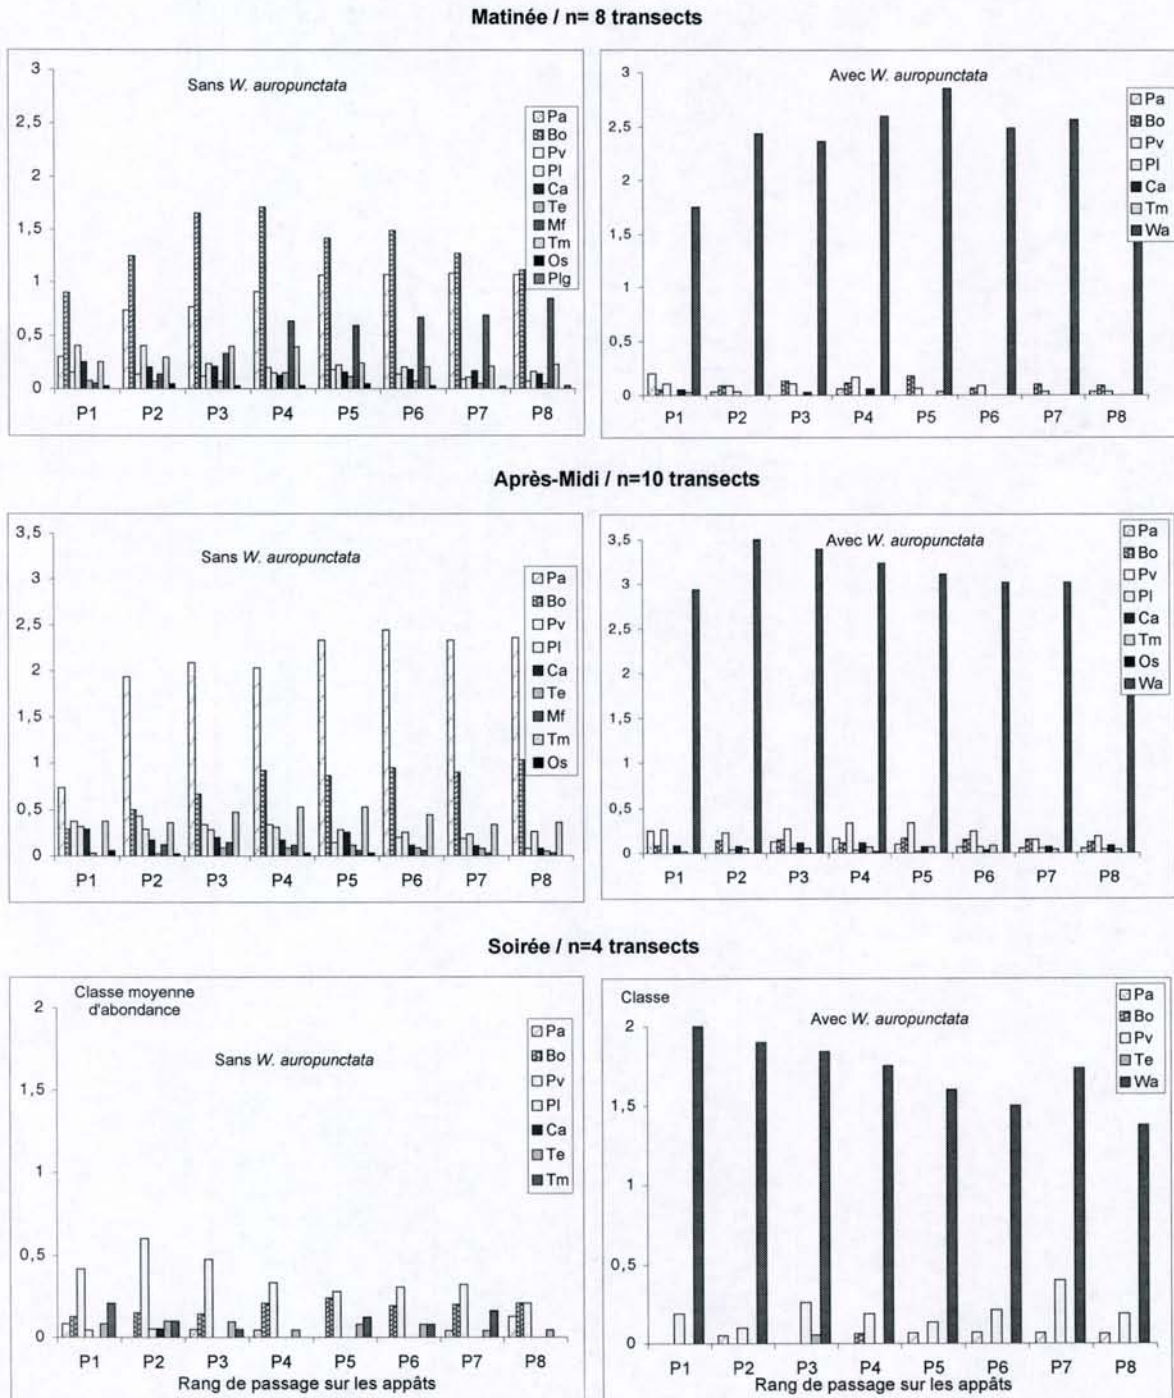 Matinée / n= 8 transects
Sans W. auropunctata
3
2,5
2
1,5
1
0,5
0
P1 P2 P3 P4 P5 P6 P7 P8
Pa
Bo
Pv
Pl
Ca
Te
Mf
Tm
Os
Plg
Avec W. auropunctata
3
2,5
2
1,5
1
0,5
0
P1 P2 P3 P4 P5 P6 P7 P8
Pa
Bo
Pv
Pl
Ca
Tm
Wa
Après-Midi / n=10 transects
Sans W. auropunctata
3,5
3
2,5
2
1,5
1
0,5
0
P1 P2 P3 P4 P5 P6 P7 P8
Pa
Bo
Pv
Pl
Ca
Te
Mf
Tm
Os
Avec W. auropunctata
3,5
3
2,5
2
1,5
1
0,5
0
P1 P2 P3 P4 P5 P6 P7 P8
Pa
Bo
Pv
Pl
Ca
Tm
Os
Wa
Soirée / n=4 transects
Classe moyenne
d'abondance
Sans W. auropunctata
2
1,5
1
0,5
0
P1 P2 P3 P4 P5 P6 P7 P8
Rang de passage sur les appâts
Pa
Bo
Pv
Pl
Ca
Te
Tm
Classe
Avec W. auropunctata
2
1,5
1
0,5
0
P1 P2 P3 P4 P5 P6 P7 P8
Rang de passage sur les appâts
Pa
Bo
Pv
Te
Wa